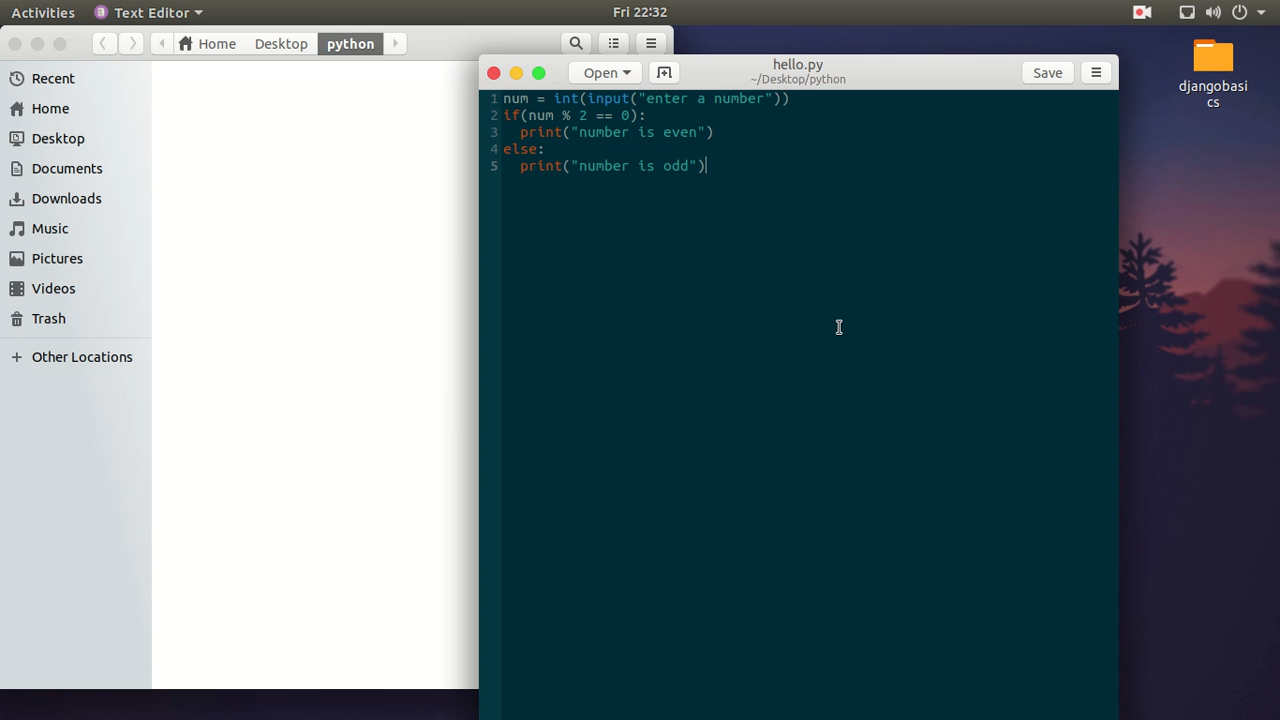 Activities
Text Editor
Fri 22:32
Home
Desktop
python
Recent
Home
Desktop
Documents
Downloads
Music
Pictures
Videos
Trash
+ Other Locations
Open
hello.py
~/Desktop/python
Save
1 num = int(input("enter a number"))
2 if(num % 2 == 0):
3   print("number is even")
4 else:
5   print("number is odd")
djangobasi
cs